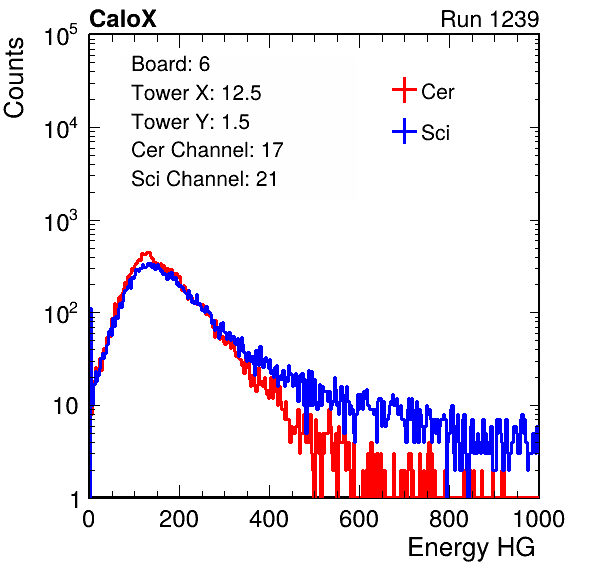 CaloX Run 1239
Counts
10^5
10^4
10^3
10^2
10
1
Board: 6
Tower X: 12.5
Tower Y: 1.5
Cer Channel: 17
Sci Channel: 21
Cer
Sci
0 200 400 600 800 1000
Energy HG